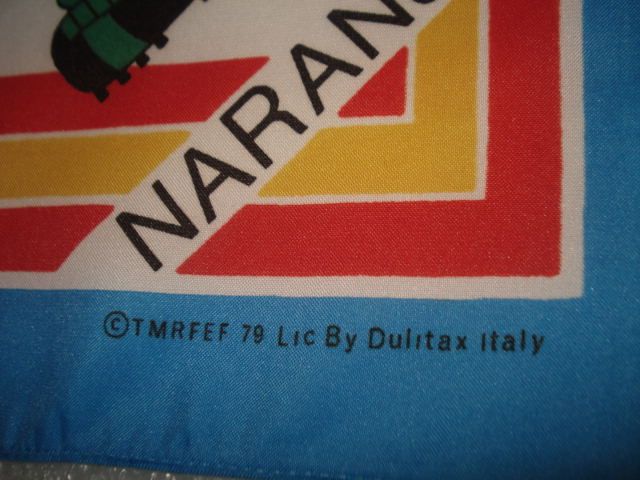 NARAN
©TMRFEF 79 Lic By Dulitax Italy